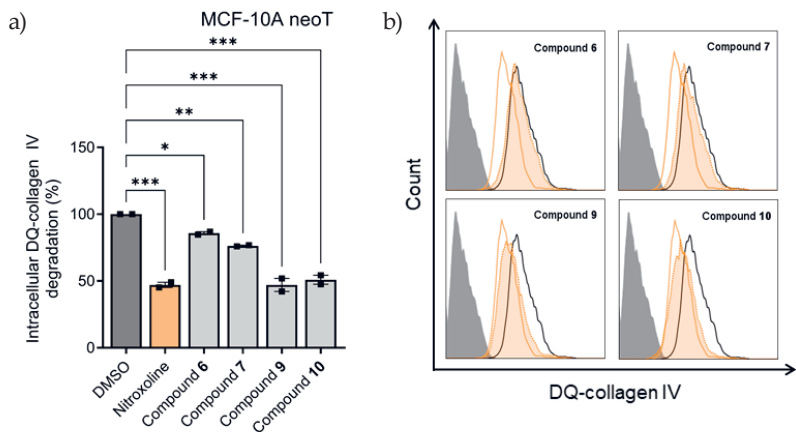 a)
MCF-10A neoT
***
***
**
*
***
Intracellular DQ-collagen IV
degradation (%)
150
100
50
0
DMSO
Nitroxoline
Compound 6
Compound 7
Compound 9
Compound 10
b)
Compound 6
Compound 7
Compound 9
Compound 10
Count
DQ-collagen IV